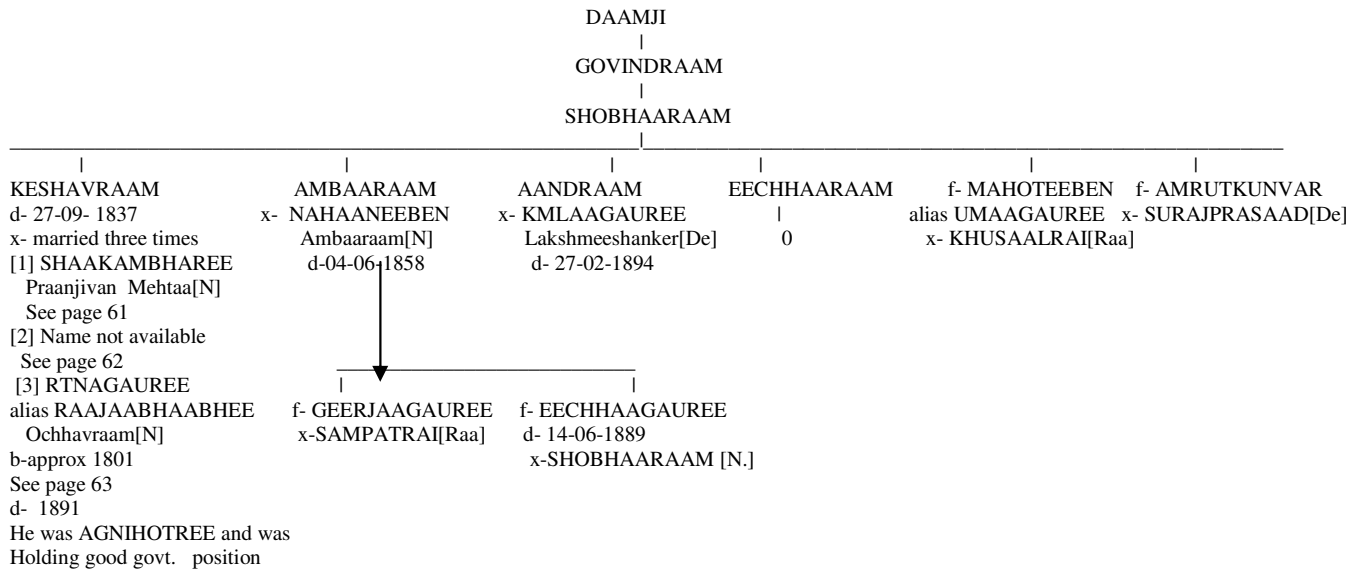 DAAMJI
|
GOVINDRAAM
|
SHOBHAARAAM
|
| | | | | |
KESHAVRAAM AMBAARAAM AANDRAAM EECHHAARAAM f- MAHOTEEBEN f- AMRUTKUNVAR
d- 27-09- 1837 x- NAHAANEEBEN x- KMLAAGAUREE | alias UMAAGAUREE x- SURAJPRASAAD[De]
x- married three times Ambaaraam[N] Lakshmeeshanker[De] 0 x- KHUSAALRAI[Raa]
[1] SHAAKAMBHAREE d-04-06-1858 d- 27-02-1894
Praanjivan Mehtaa[N]
See page 61
[2] Name not available
See page 62
[3] RTNAGAUREE | |
alias RAAJAABHAABHEE f- GEERJAAGAUREE f- EECHHAAGAUREE
Ochhavraam[N] x-SAMPATRAI[Raa] d- 14-06-1889
b-approx 1801 x-SHOBHAARAAM [N.]
See page 63
d- 1891
He was AGNIHOTREE and was
Holding good govt. position